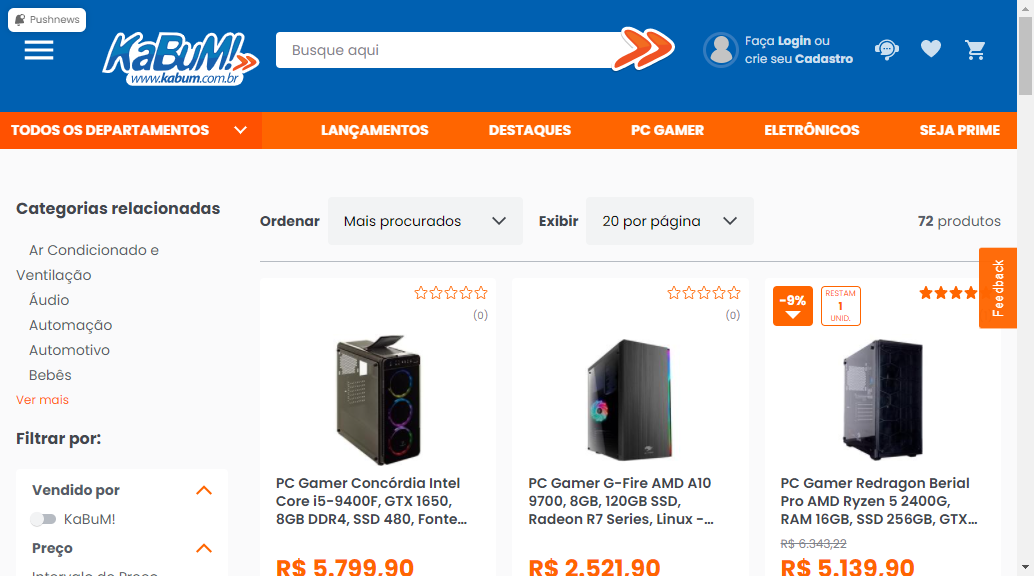 Pushnews
KaBuM!
www.kabum.com.br
Busque aqui
Faça Login ou
crie seu Cadastro
TODOS OS DEPARTAMENTOS
LANÇAMENTOS
DESTAQUES
PC GAMER
ELETRÔNICOS
SEJA PRIME
Categorias relacionadas
Ar Condicionado e
Ventilação
Áudio
Automação
Automotivo
Bebês
Ver mais
Filtrar por:
Vendido por
KaBuM!
Preço
Intervalo de Preço
Ordenar
Mais procurados
Exibir
20 por página
72 produtos
Feedback
(0)
PC Gamer Concórdia Intel
Core i5-9400F, GTX 1650,
8GB DDR4, SSD 480, Fonte...
R$ 5.799,90
(0)
PC Gamer G-Fire AMD A10
9700, 8GB, 120GB SSD,
Radeon R7 Series, Linux -...
R$ 2.521,90
-9%
RESTAM
1
UNID.
PC Gamer Redragon Berial
Pro AMD Ryzen 5 2400G,
RAM 16GB, SSD 256GB, GTX...
R$ 6.343,22
R$ 5.139,90